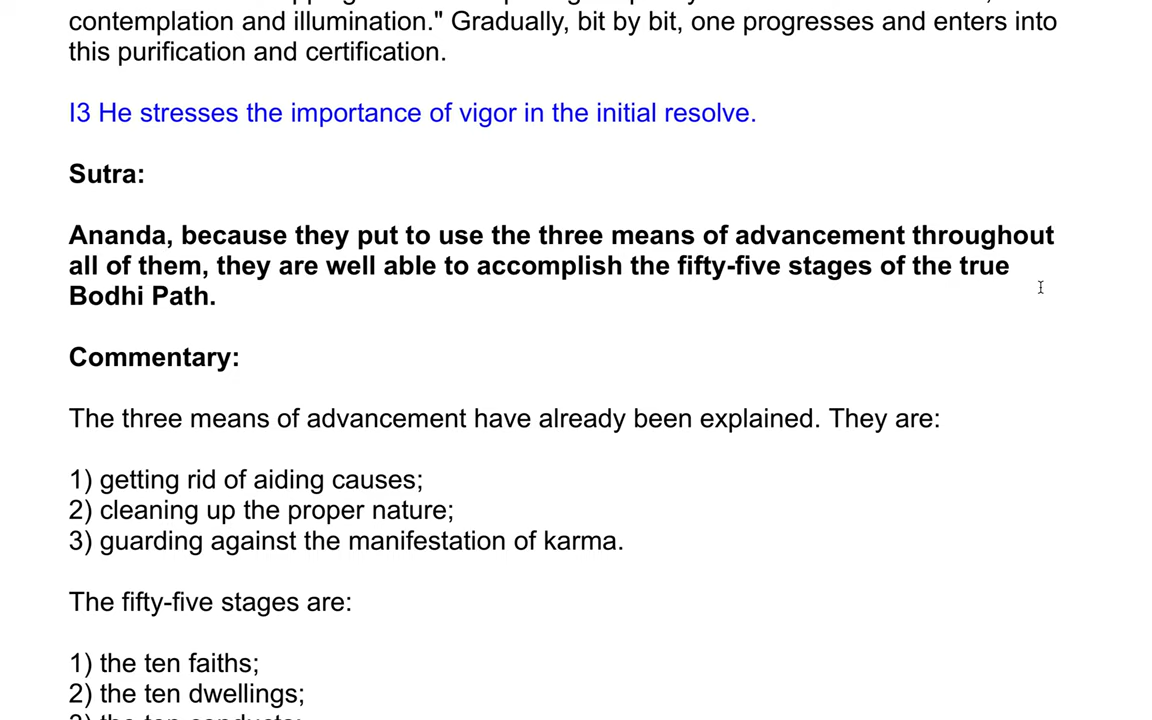 contemplation and illumination." Gradually, bit by bit, one progresses and enters into
this purification and certification.
I3 He stresses the importance of vigor in the initial resolve.
Sutra:
Ananda, because they put to use the three means of advancement throughout
all of them, they are well able to accomplish the fifty-five stages of the true
Bodhi Path.
Commentary:
The three means of advancement have already been explained. They are:
1) getting rid of aiding causes;
2) cleaning up the proper nature;
3) guarding against the manifestation of karma.
The fifty-five stages are:
1) the ten faiths;
2) the ten dwellings;
3) the ten conducts;